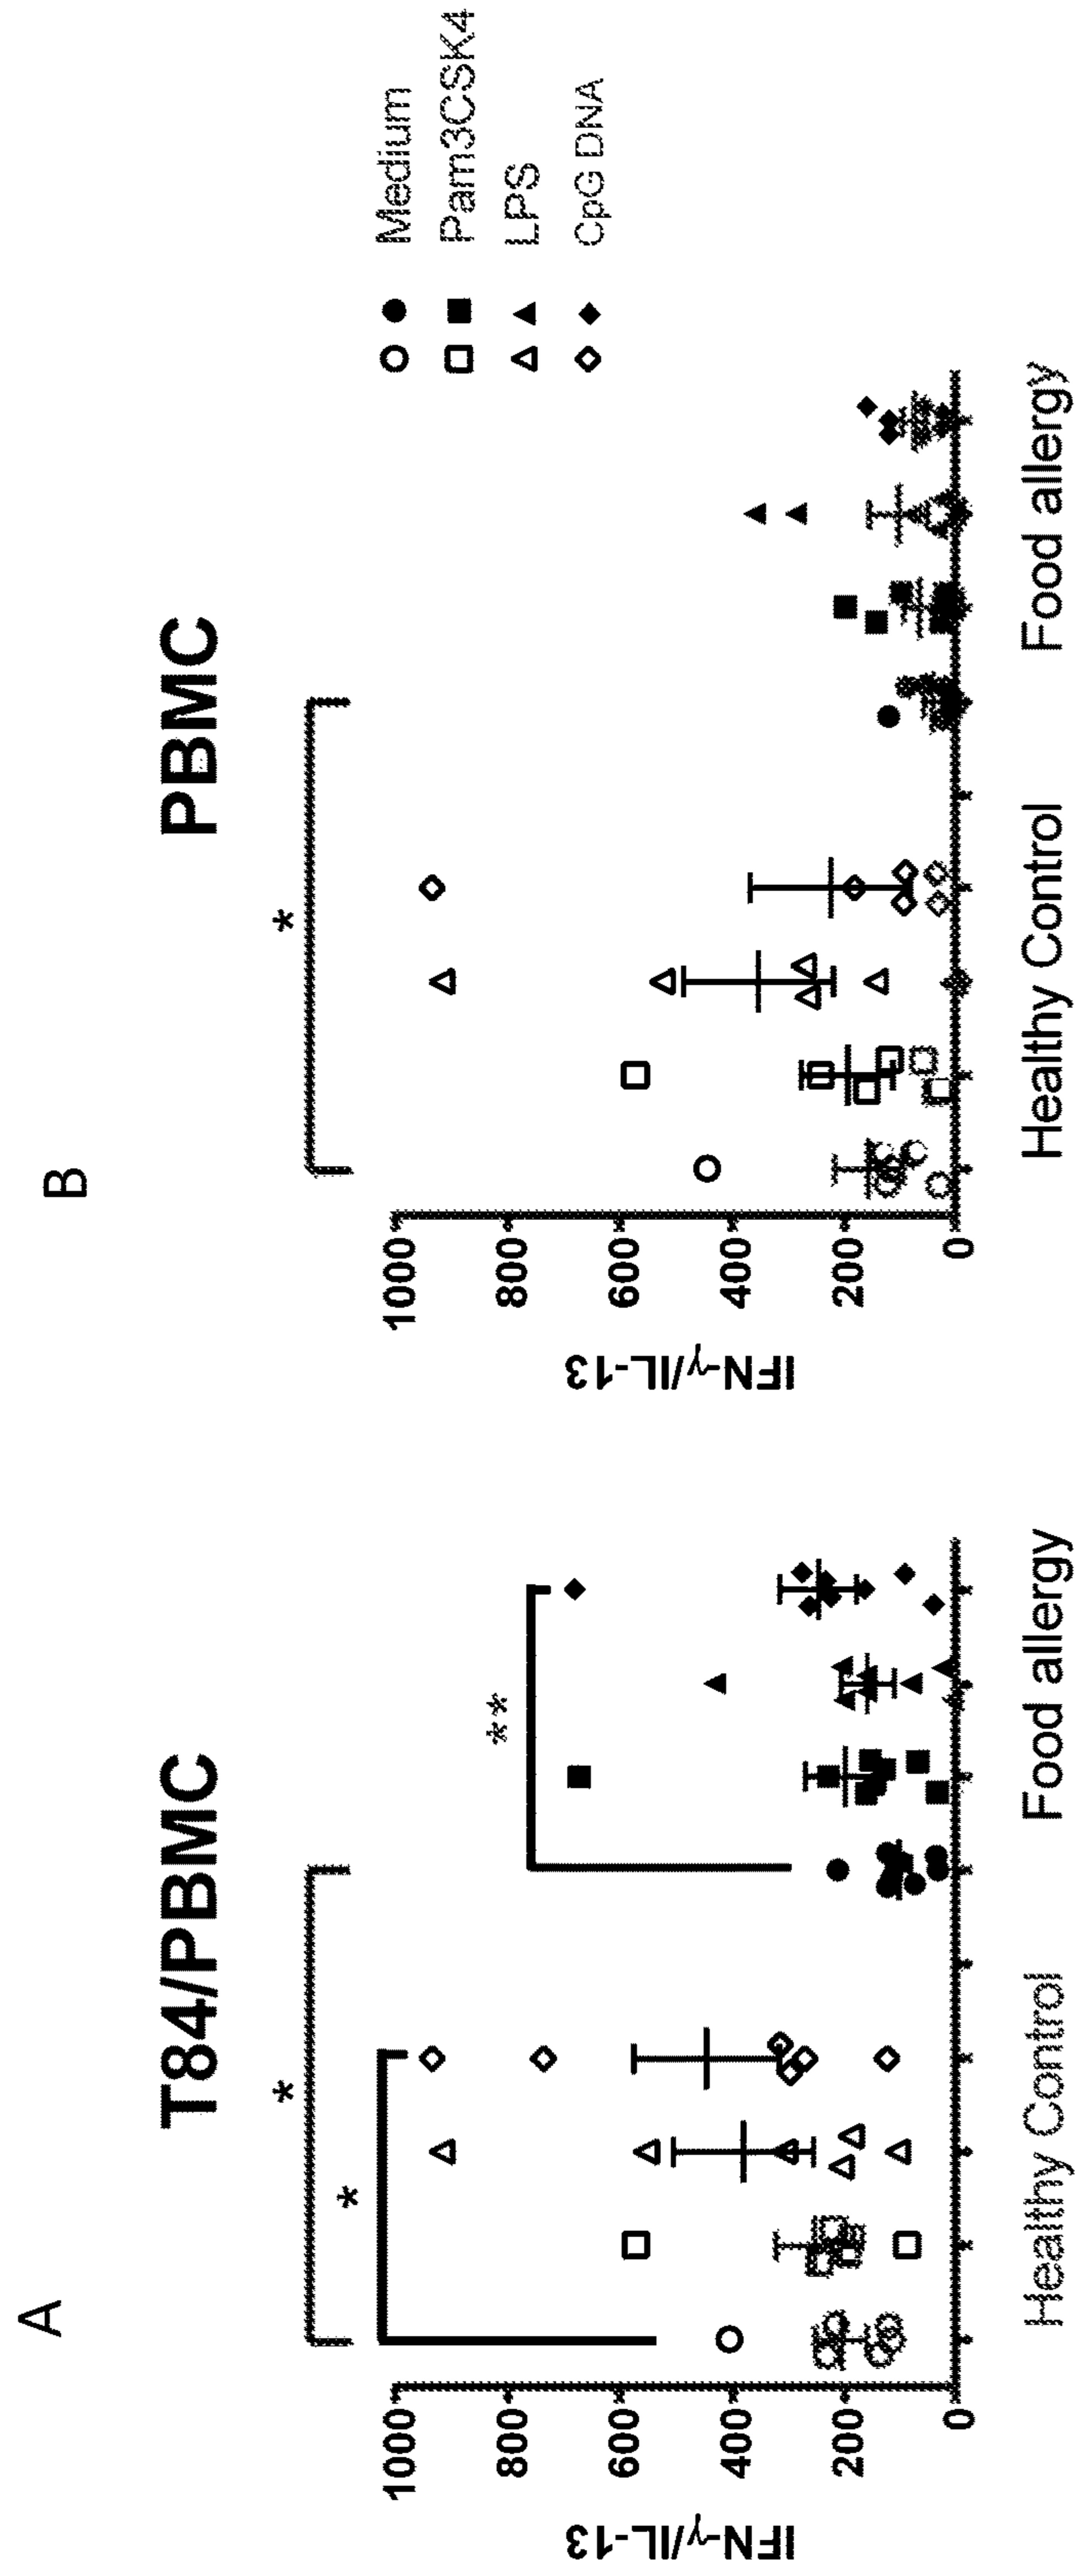 A
T84/PBMC
*
*
**
IFN-γ/IL-13
1000
800
600
400
200
0
Healthy Control
Food allergy
B
PBMC
*
IFN-γ/IL-13
1000
800
600
400
200
0
Healthy Control
Food allergy
Medium
Pam3CSK4
LPS
CpG DNA